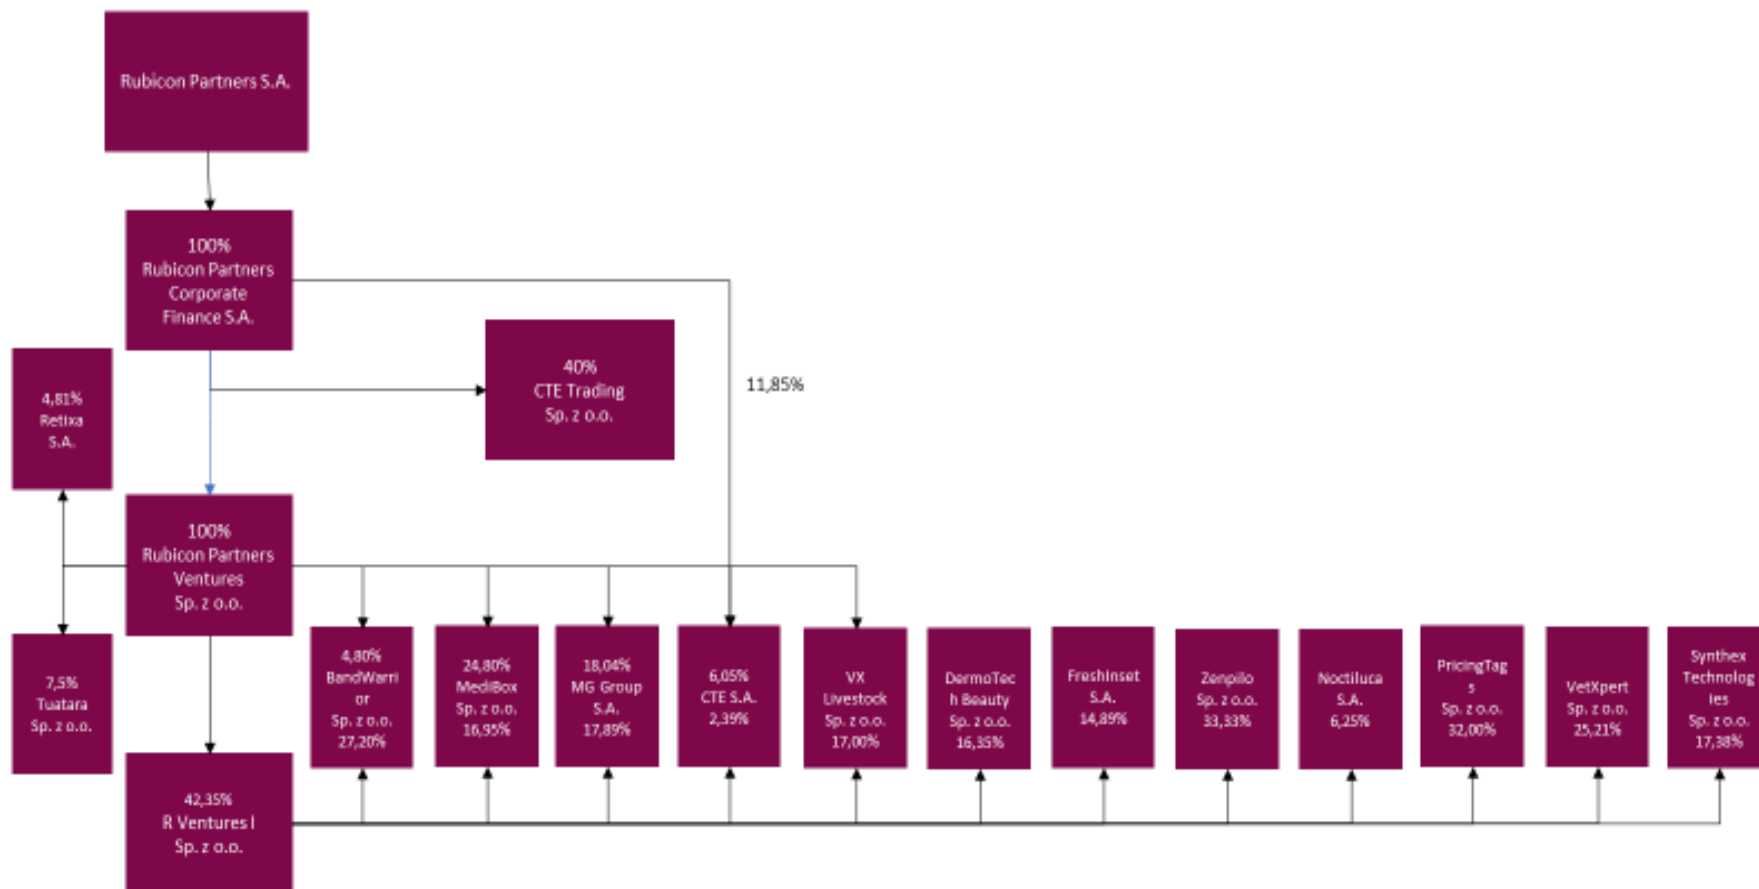 Rubicon Partners S.A.
100%
Rubicon Partners
Corporate
Finance S.A.
40%
CTE Trading
Sp. z o.o.
11,85%
4,81%
Retixa
S.A.
100%
Rubicon Partners
Ventures
Sp. z o.o.
7,5%
Tuatara
Sp. z o.o.
4,80%
BandWarri
or
Sp. z o.o.
27,20%
24,80%
MediBox
Sp. z o.o.
16,95%
18,04%
MG Group
S.A.
17,89%
6,05%
CTE S.A.
2,39%
VX
Livestock
Sp. z o.o.
17,00%
DermoTec
h Beauty
Sp. z o.o.
16,35%
FreshInset
S.A.
14,89%
Zenpilo
Sp. z o.o.
33,33%
Noctiluca
S.A.
6,25%
PricingTag
s
Sp. z o.o.
32,00%
VetXpert
Sp. z o.o.
25,21%
Synthex
Technolog
ies
Sp. z o.o.
17,38%
42,35%
R Ventures I
Sp. z o.o.